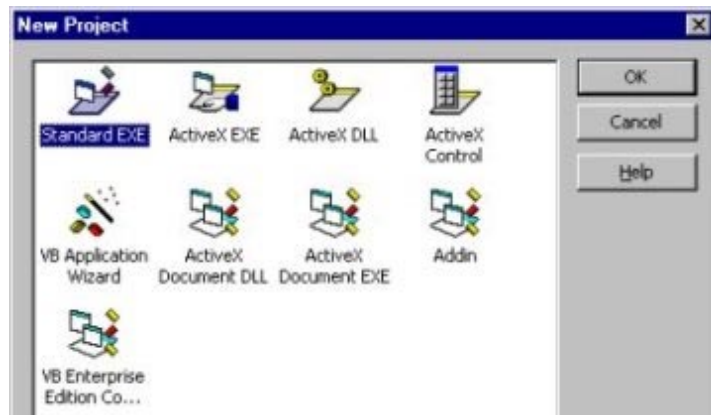 New Project
Standard EXE
ActiveX EXE
ActiveX DLL
ActiveX
Control
VB Application
Wizard
ActiveX
Document DLL
ActiveX
Document EXE
Addin
VB Enterprise
Edition Co...
OK
Cancel
Help